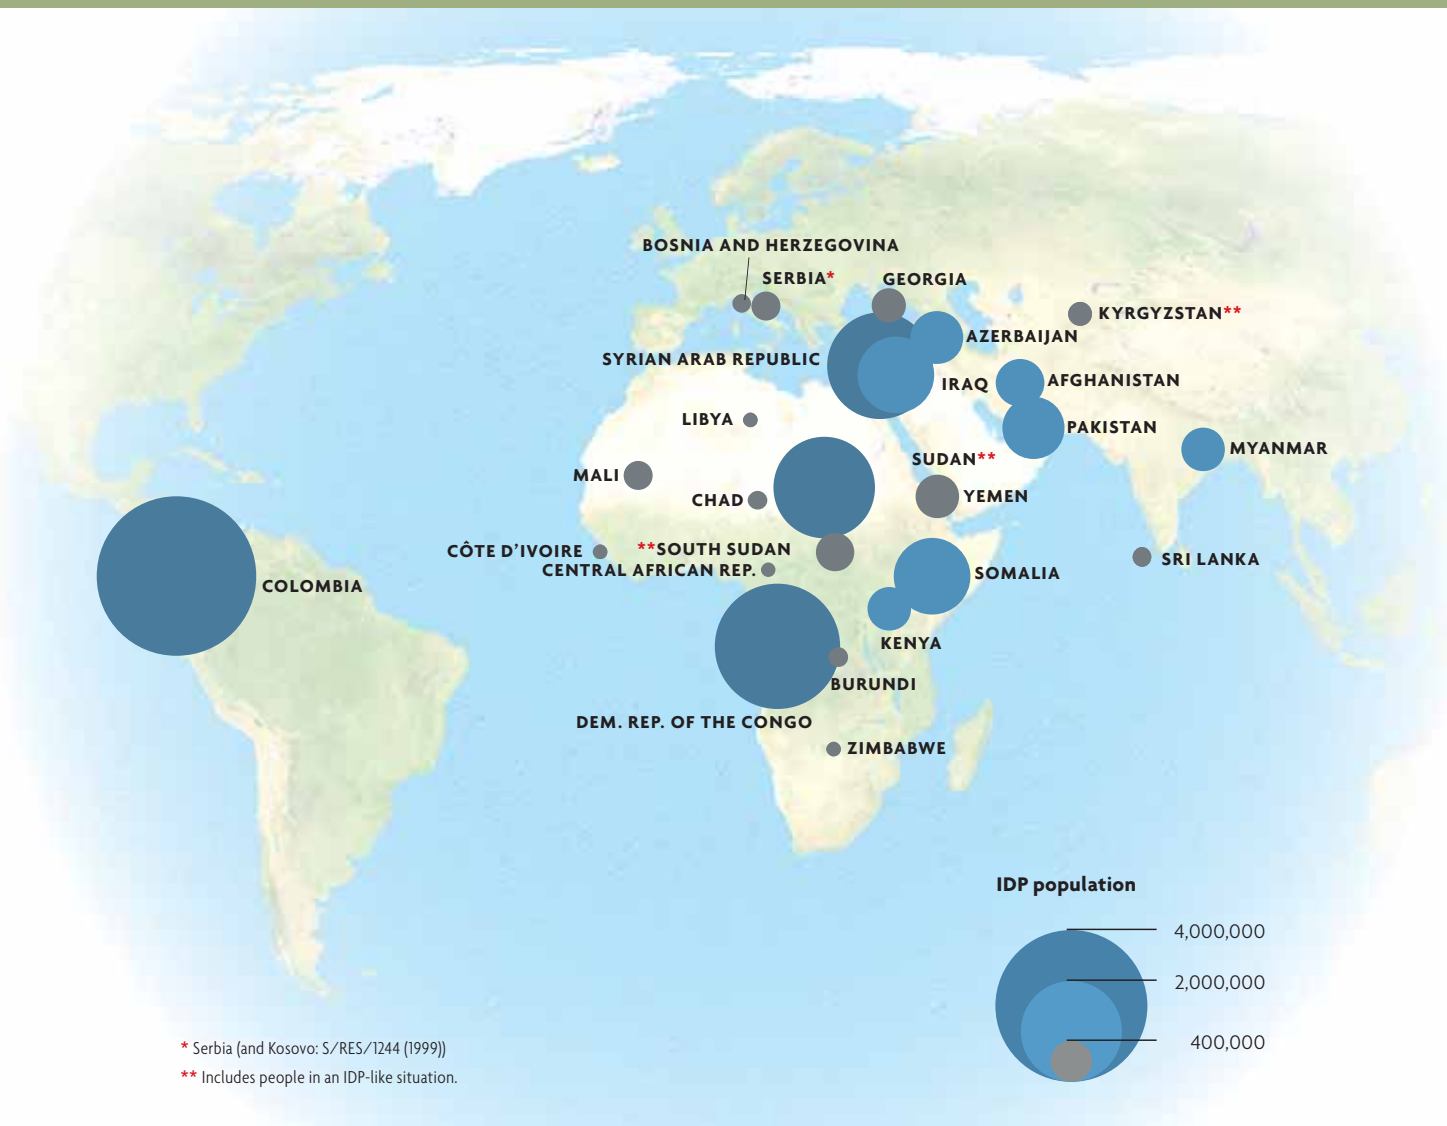 BOSNIA AND HERZEGOVINA
SERBIA*
GEORGIA
KYRGYZSTAN**
AZERBAIJAN
SYRIAN ARAB REPUBLIC
IRAQ
AFGHANISTAN
LIBYA
PAKISTAN
MYANMAR
SUDAN**
MALI
CHAD
YEMEN
CÔTE D’IVOIRE
**SOUTH SUDAN
CENTRAL AFRICAN REP.
SRI LANKA
SOMALIA
COLOMBIA
KENYA
BURUNDI
DEM. REP. OF THE CONGO
ZIMBABWE
IDP population
4,000,000
2,000,000
400,000
* Serbia (and Kosovo: S/RES/1244 (1999))
** Includes people in an IDP-like situation.